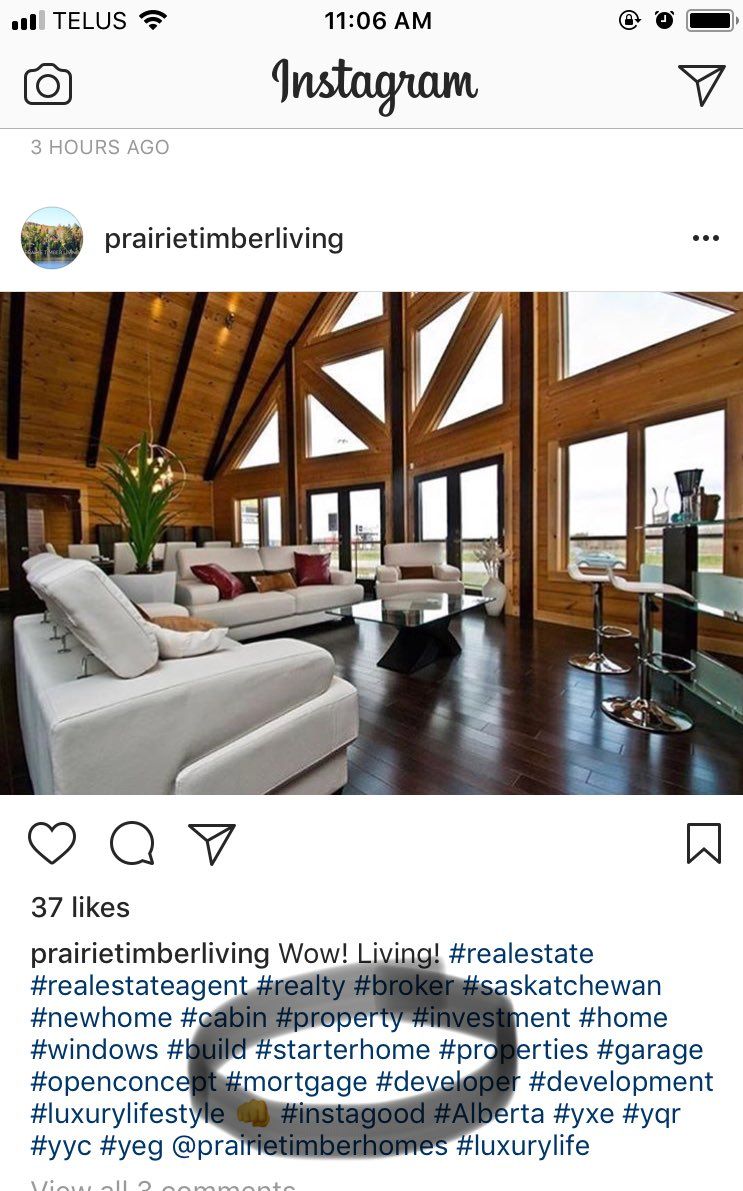 TELUS 11:06 AM
Instagram
3 HOURS AGO
prairietimberliving
37 likes
prairietimberliving Wow! Living! #realestate
#realestateagent #realty #broker #saskatchewan
#newhome #cabin #property #investment #home
#windows #build #starterhome #properties #garage
#openconcept #mortgage #developer #development
#luxurylifestyle 👊 #instagood #Alberta #yxe #yqr
#yyc #yeg @prairietimberhomes #luxurylife
View all 3 comments